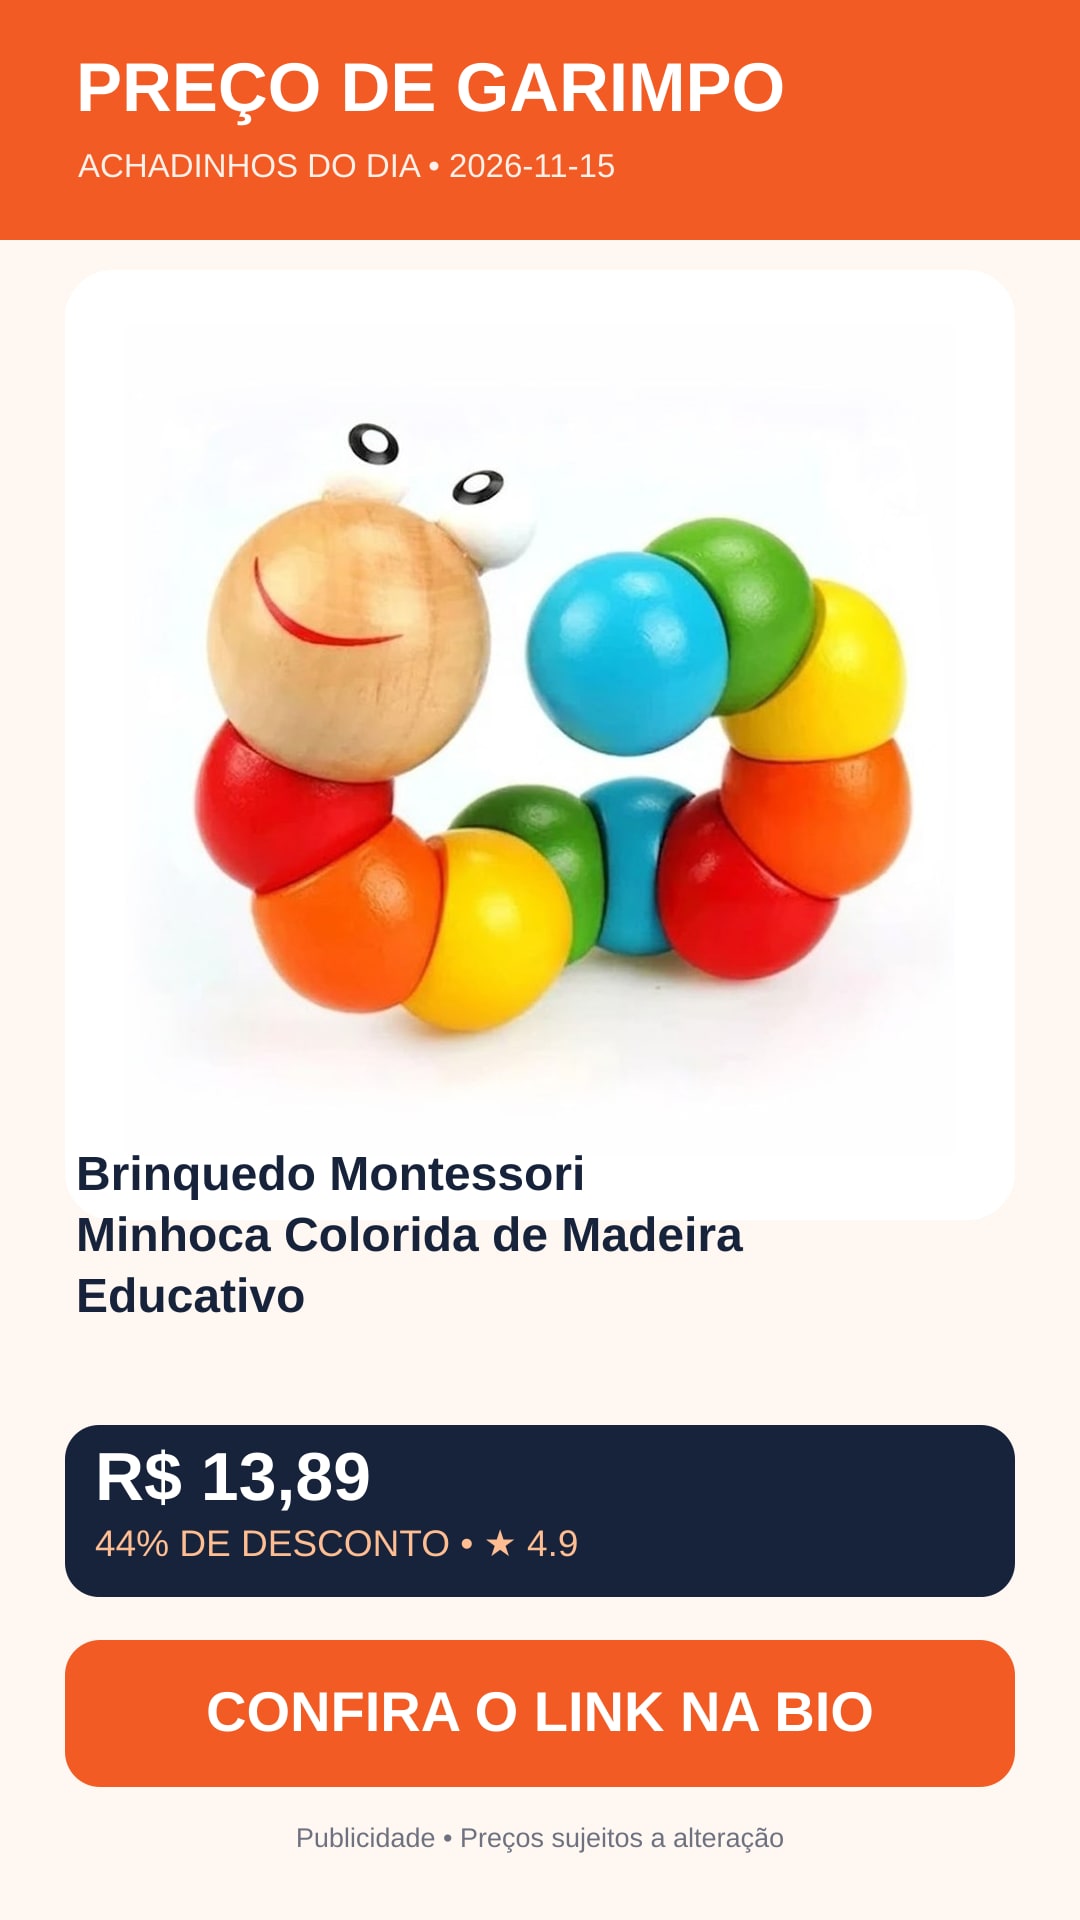 PREÇO DE GARIMPO
ACHADINHOS DO DIA • 2026-11-15
Brinquedo Montessori
Minhoca Colorida de Madeira
Educativo
R$ 13,89
44% DE DESCONTO • ★ 4.9
CONFIRA O LINK NA BIO
Publicidade • Preços sujeitos a alteração